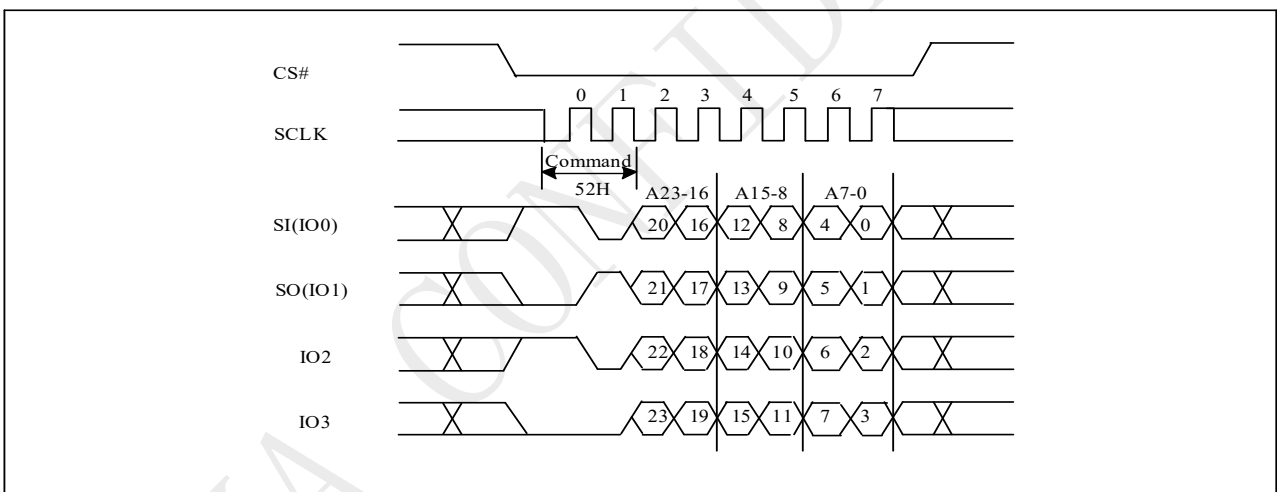 CS#
0 1 2 3 4 5 6 7
SCLK
Command
52H A23-16 A15-8 A7-0
SI(IO0) 20 16 12 8 4 0
SO(IO1) 21 17 13 9 5 1
IO2 22 18 14 10 6 2
IO3 23 19 15 11 7 3